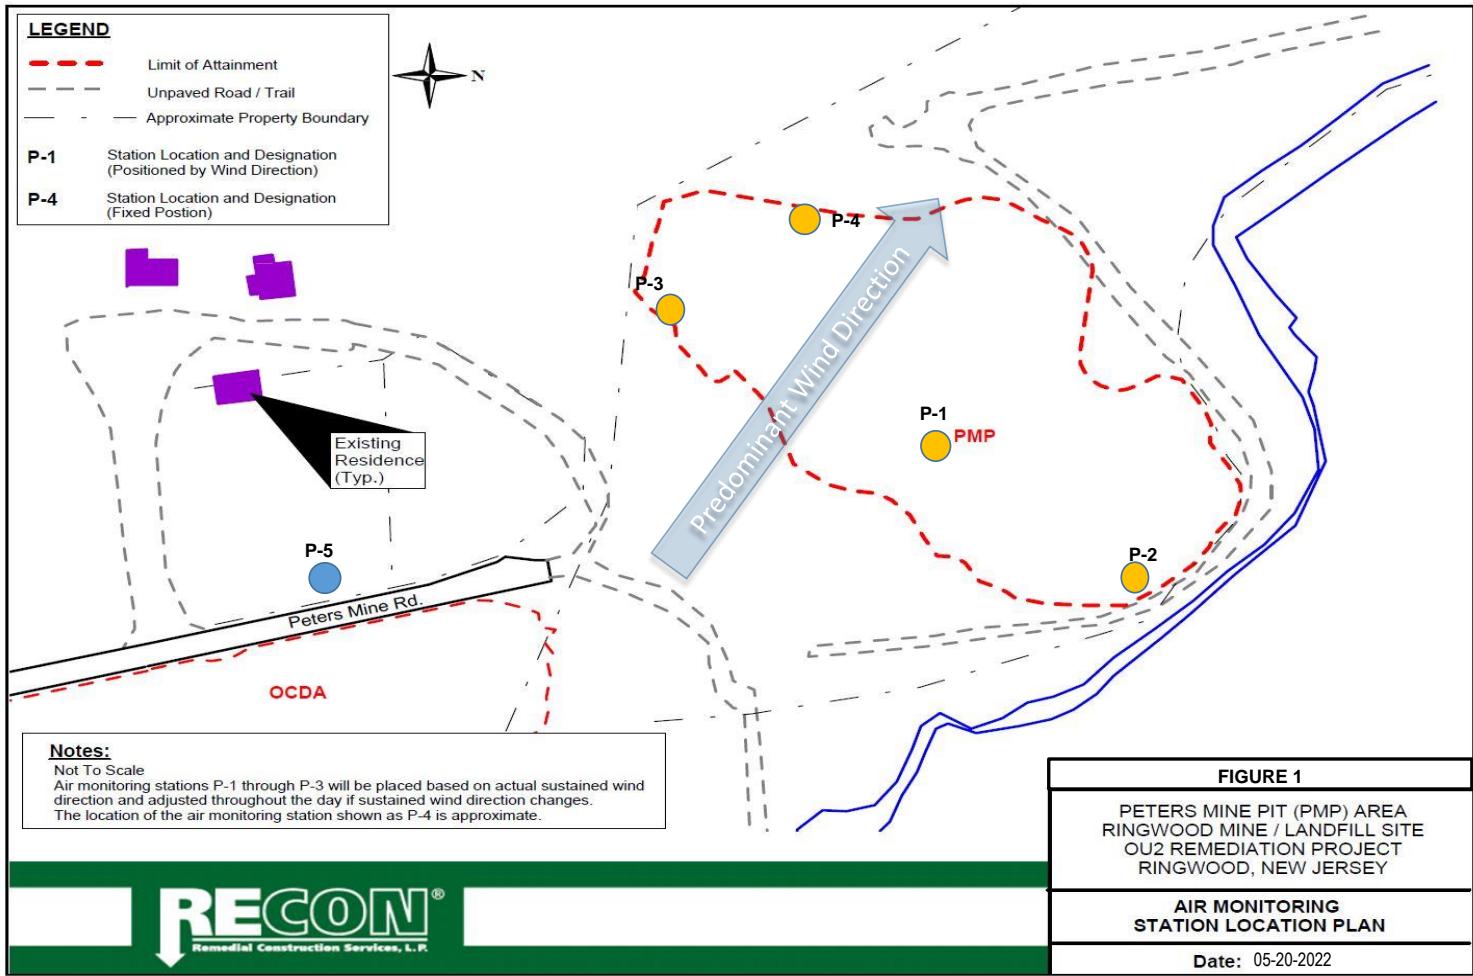 LEGEND
Limit of Attainment
Unpaved Road / Trail
Approximate Property Boundary
P-1 Station Location and Designation
(Positioned by Wind Direction)
P-4 Station Location and Designation
(Fixed Postion)
N
P-4
P-3
Predominant Wind Direction
P-1
PMP
Existing
Residence
(Typ.)
P-5
P-2
Peters Mine Rd.
OCDA
Notes:
Not To Scale
Air monitoring stations P-1 through P-3 will be placed based on actual sustained wind
direction and adjusted throughout the day if sustained wind direction changes.
The location of the air monitoring station shown as P-4 is approximate.
FIGURE 1
PETERS MINE PIT (PMP) AREA
RINGWOOD MINE / LANDFILL SITE
OU2 REMEDIATION PROJECT
RINGWOOD, NEW JERSEY
AIR MONITORING
STATION LOCATION PLAN
Date: 05-20-2022
RECON®
Remedial Construction Services, L.P.